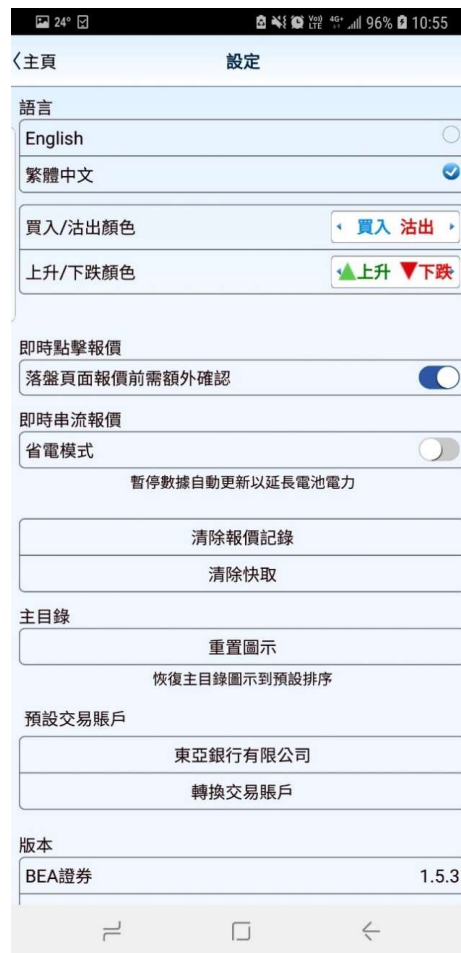 24° VoD LTE 4G+ 96% 10:55
主頁 設定
語言
English
繁體中文
買入/沽出顏色 買入 沽出
上升/下跌顏色 上升 下跌
即時點擊報價
落盤頁面報價前需額外確認
即時串流報價
省電模式
暫停數據自動更新以延長電池電力
清除報價記錄
清除快取
主目錄
重置圖示
恢復主目錄圖示到預設排序
預設交易賬戶
東亞銀行有限公司
轉換交易賬戶
版本
BEA證券 1.5.3